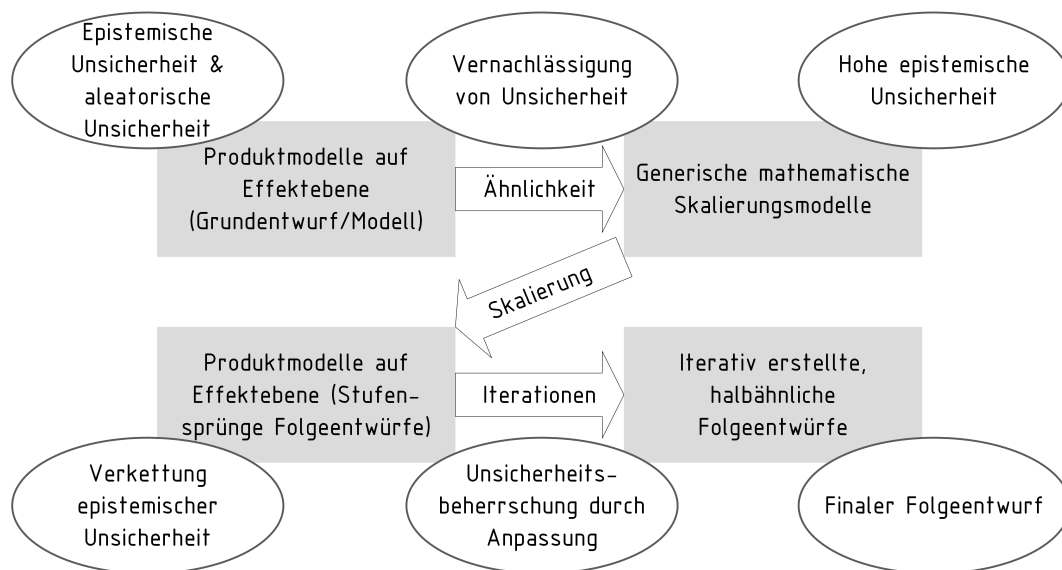 Epistemische
Unsicherheit &
aleatorische
Unsicherheit
Vernachlässigung
von Unsicherheit
Hohe epistemische
Unsicherheit
Produktmodelle auf
Effektebene
(Grundentwurf/Modell)
Ähnlichkeit
Generische mathematische
Skalierungsmodelle
Skalierung
Produktmodelle auf
Effektebene (Stufen-
sprünge Folgeentwürfe)
Iterationen
Iterativ erstellte,
halbähnliche
Folgeentwürfe
Verkettung
epistemischer
Unsicherheit
Unsicherheits-
beherrschung durch
Anpassung
Finaler Folgeentwurf